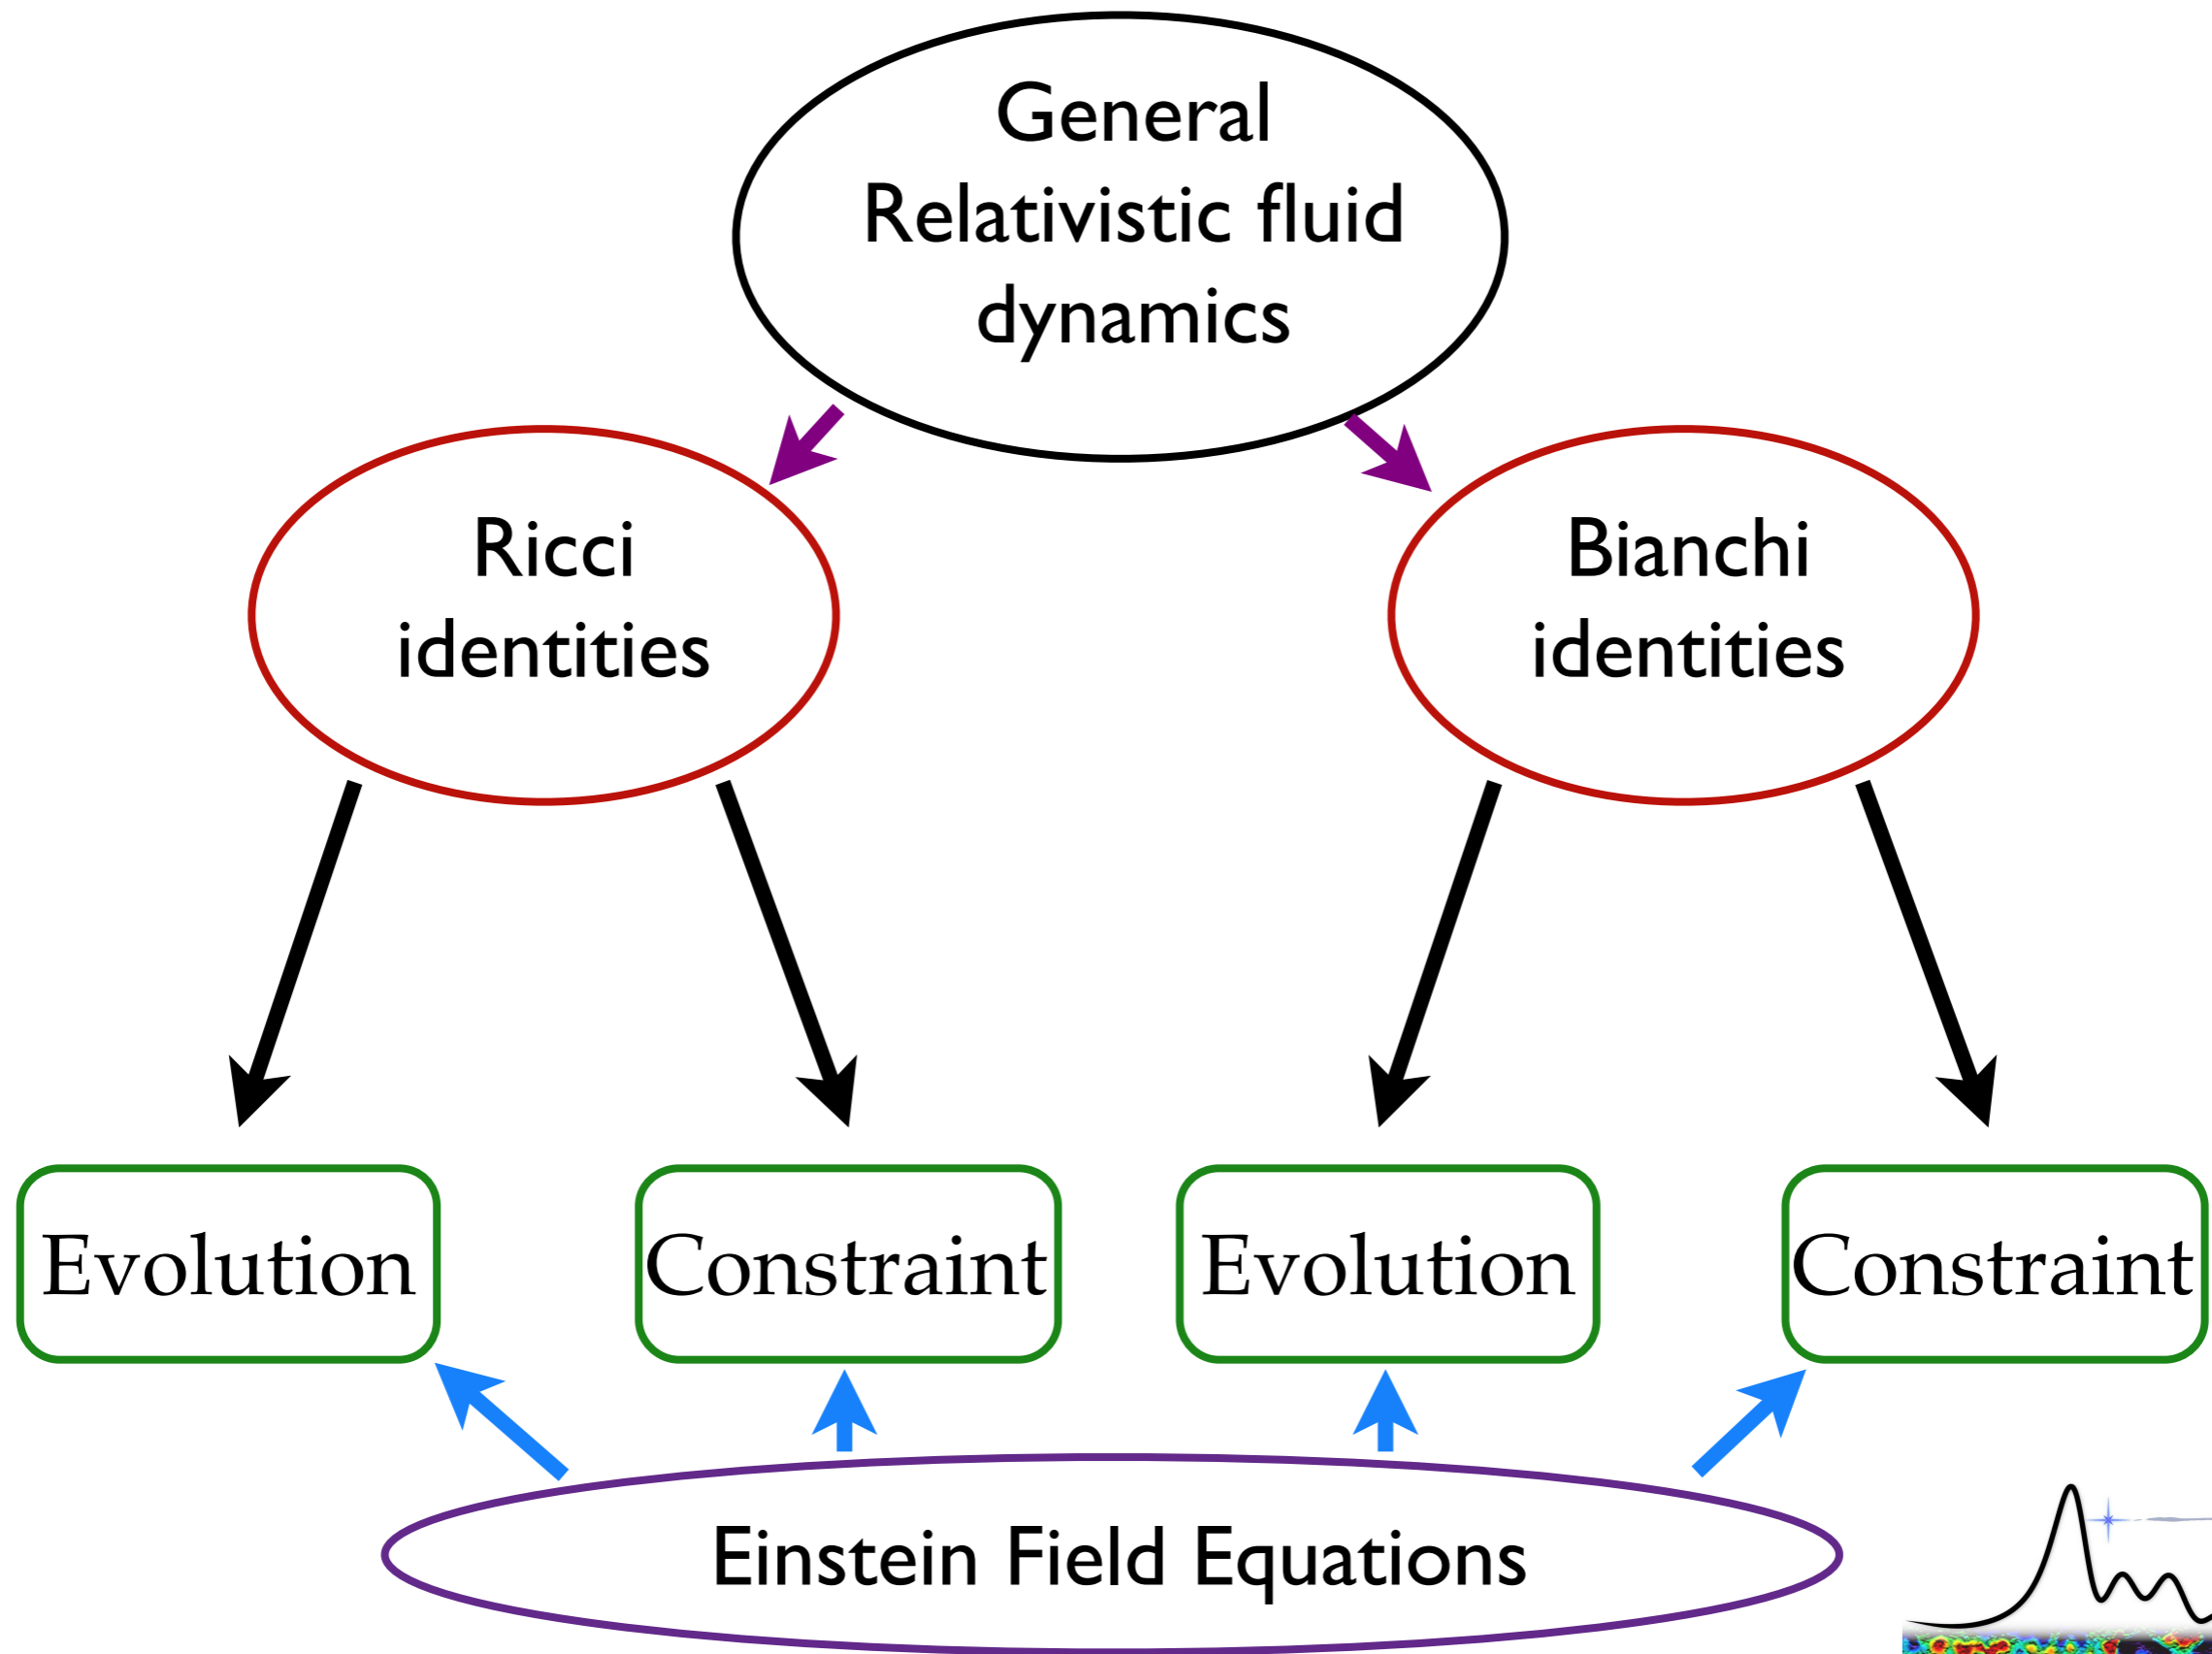 General
Relativistic fluid
dynamics
Ricci
identities
Bianchi
identities
Evolution
Constraint
Evolution
Constraint
Einstein Field Equations